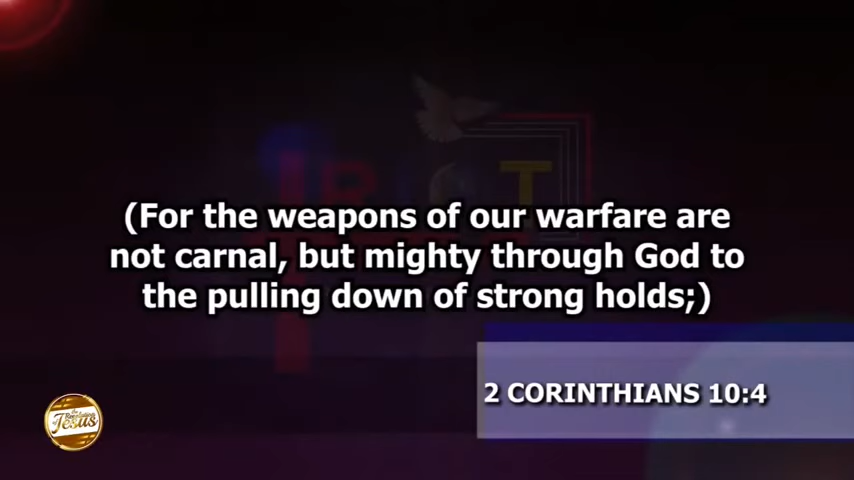 (For the weapons of our warfare are
not carnal, but mighty through God to
the pulling down of strong holds;)
2 CORINTHIANS 10:4
Jesus